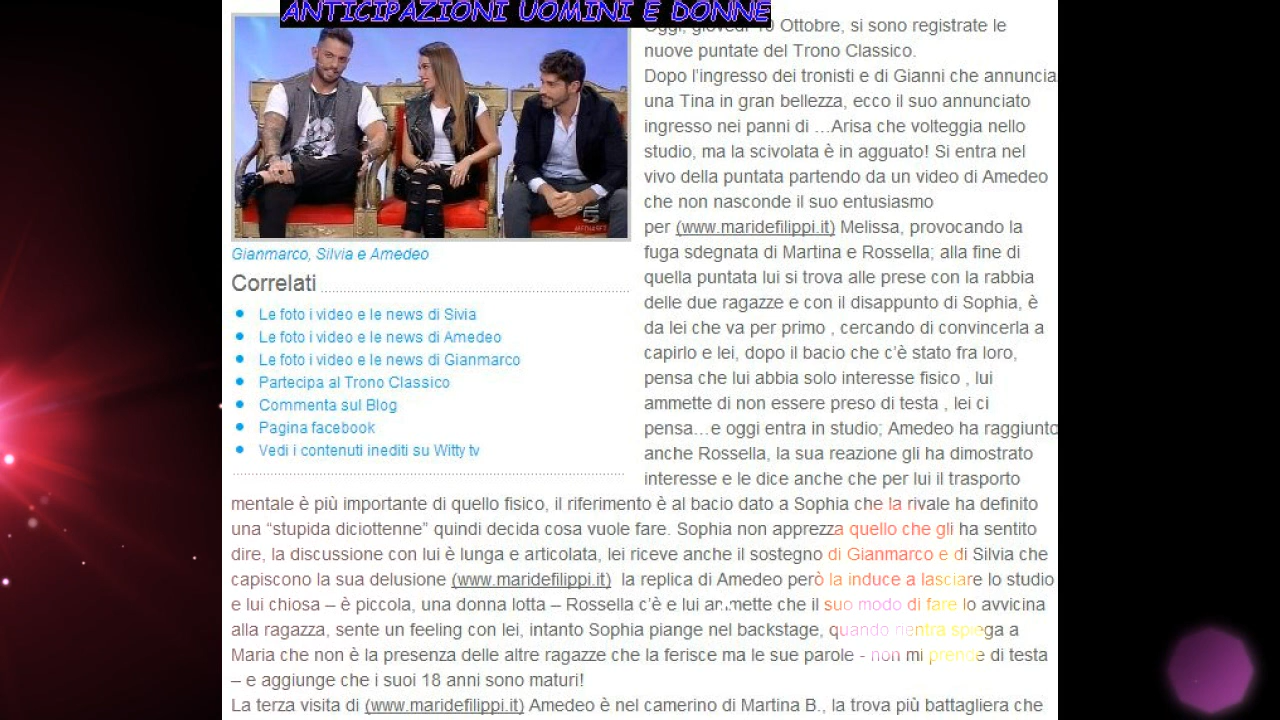 ANTICIPAZIONI UOMINI E DONNE
Oggi, giovedì 10 Ottobre, si sono registrate le
nuove puntate del Trono Classico.
Dopo l'ingresso dei tronisti e di Gianni che annuncia
una Tina in gran bellezza, ecco il suo annunciato
ingresso nei panni di …Arisa che volteggia nello
studio, ma la scivolata è in agguato! Si entra nel
vivo della puntata partendo da un video di Amedeo
che non nasconde il suo entusiasmo
per (www.maridefilippi.it) Melissa, provocando la
fuga sdegnata di Martina e Rossella; alla fine di
quella puntata lui si trova alle prese con la rabbia
delle due ragazze e con il disappunto di Sophia, è
da lei che va per primo , cercando di convincerla a
capirlo e lei, dopo il bacio che c'è stato fra loro,
pensa che lui abbia solo interesse fisico , lui
ammette di non essere preso di testa , lei ci
pensa…e oggi entra in studio; Amedeo ha raggiunto
anche Rossella, la sua reazione gli ha dimostrato
interesse e le dice anche che per lui il trasporto
MEDIASET
Gianmarco, Silvia e Amedeo
Correlati
Le foto i video e le news di Sivia
Le foto i video e le news di Amedeo
Le foto i video e le news di Gianmarco
Partecipa al Trono Classico
Commenta sul Blog
Pagina facebook
Vedi i contenuti inediti su Witty tv
mentale è più importante di quello fisico, il riferimento è al bacio dato a Sophia che la rivale ha definito
una “stupida diciottenne” quindi decida cosa vuole fare. Sophia non apprezza quello che gli ha sentito
dire, la discussione con lui è lunga e articolata, lei riceve anche il sostegno di Gianmarco e di Silvia che
capiscono la sua delusione (www.maridefilippi.it) la replica di Amedeo però la induce a lasciare lo studio
e lui chiosa – è piccola, una donna lotta – Rossella c'è e lui ammette che il suo modo di fare lo avvicina
alla ragazza, sente un feeling con lei, intanto Sophia piange nel backstage, quando rientra spiega a
Maria che non è la presenza delle altre ragazze che la ferisce ma le sue parole - non mi prende di testa
– e aggiunge che i suoi 18 anni sono maturi!
La terza visita di (www.maridefilippi.it) Amedeo è nel camerino di Martina B., la trova più battagliera che